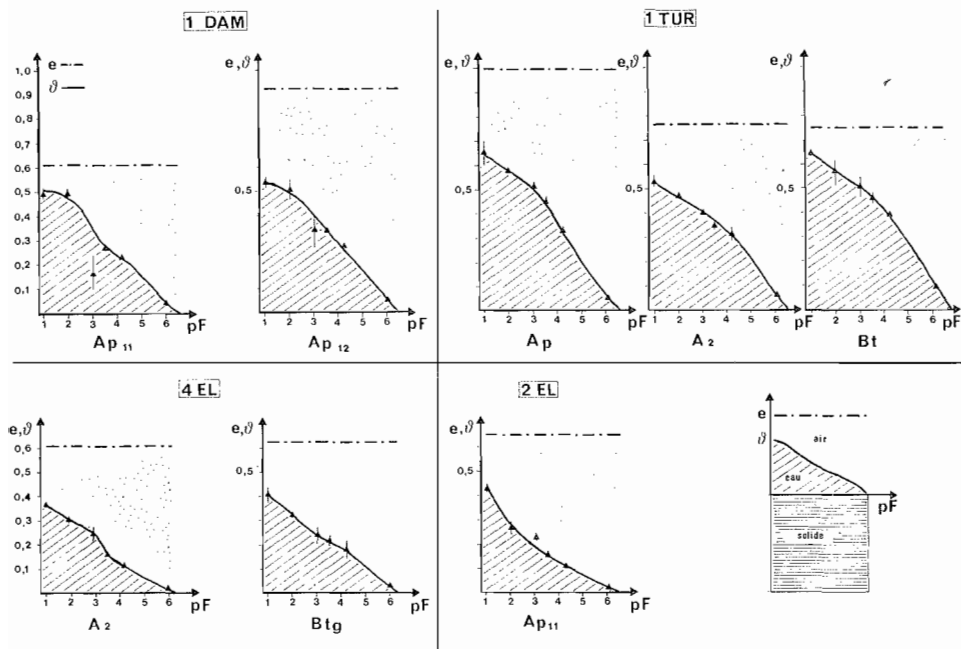 1 DAM
e
ϑ
1,0
0,9
0,8
0,7
0,6
0,5
0,4
0,3
0,2
0,1
1 2 3 4 5 6 pF
Ap 11
e,ϑ
0,5
1 2 3 4 5 6 pF
Ap 12
1 TUR
e,ϑ
0,5
1 2 3 4 5 6 pF
Ap
e,ϑ
0,5
1 2 3 4 5 6 pF
A2
e,ϑ
0,5
1 2 3 4 5 6 pF
Bt
4 EL
e,ϑ
0,6
0,5
0,4
0,3
0,2
0,1
1 2 3 4 5 6 pF
A2
e,ϑ
0,5
1 2 3 4 5 6 pF
Btg
2 EL
e,ϑ
0,5
1 2 3 4 5 6 pF
Ap11
e
ϑ
air
eau
pF
solide